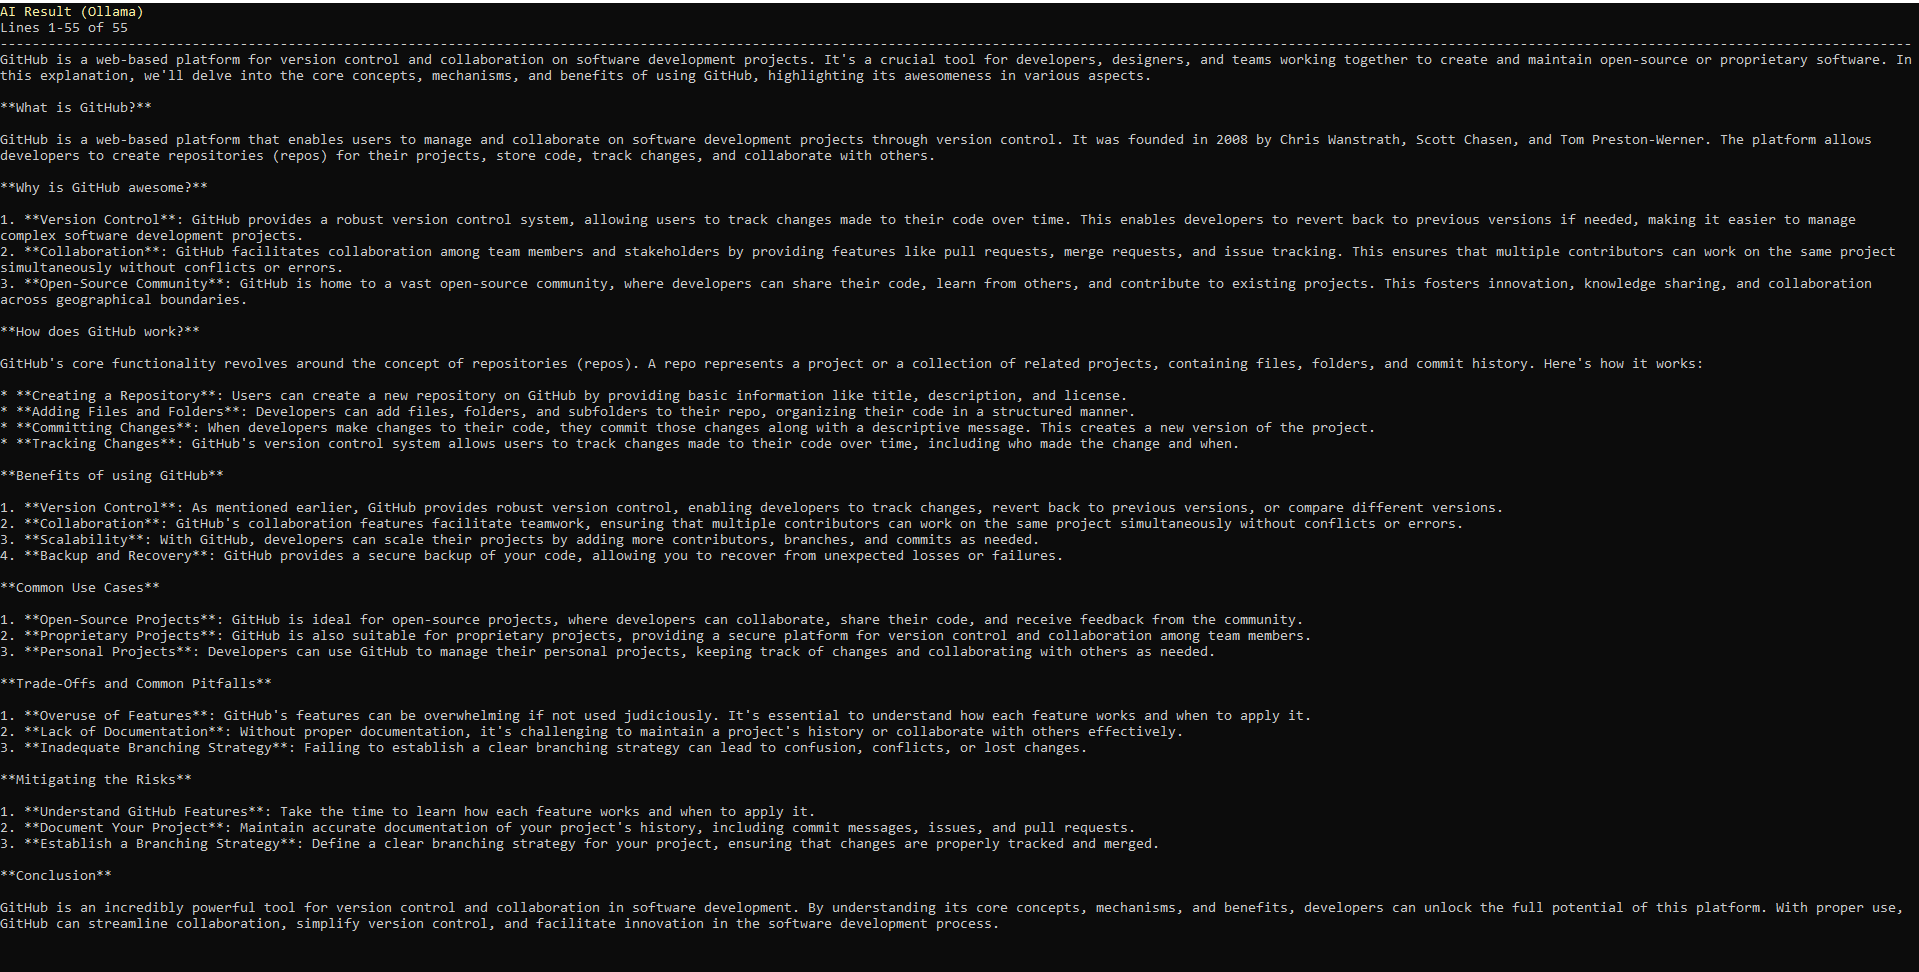 AI Result (Ollama)
Lines 1-55 of 55
-----------------------------------------------------------------------------------------------------------------------------------------------------------------------------------------------------------------------------------------------
GitHub is a web-based platform for version control and collaboration on software development projects. It's a crucial tool for developers, designers, and teams working together to create and maintain open-source or proprietary software. In
this explanation, we'll delve into the core concepts, mechanisms, and benefits of using GitHub, highlighting its awesomeness in various aspects.

**What is GitHub?**

GitHub is a web-based platform that enables users to manage and collaborate on software development projects through version control. It was founded in 2008 by Chris Wanstrath, Scott Chasen, and Tom Preston-Werner. The platform allows
developers to create repositories (repos) for their projects, store code, track changes, and collaborate with others.

**Why is GitHub awesome?**

1. **Version Control**: GitHub provides a robust version control system, allowing users to track changes made to their code over time. This enables developers to revert back to previous versions if needed, making it easier to manage
complex software development projects.
2. **Collaboration**: GitHub facilitates collaboration among team members and stakeholders by providing features like pull requests, merge requests, and issue tracking. This ensures that multiple contributors can work on the same project
simultaneously without conflicts or errors.
3. **Open-Source Community**: GitHub is home to a vast open-source community, where developers can share their code, learn from others, and contribute to existing projects. This fosters innovation, knowledge sharing, and collaboration
across geographical boundaries.

**How does GitHub work?**

GitHub's core functionality revolves around the concept of repositories (repos). A repo represents a project or a collection of related projects, containing files, folders, and commit history. Here's how it works:

* **Creating a Repository**: Users can create a new repository on GitHub by providing basic information like title, description, and license.
* **Adding Files and Folders**: Developers can add files, folders, and subfolders to their repo, organizing their code in a structured manner.
* **Committing Changes**: When developers make changes to their code, they commit those changes along with a descriptive message. This creates a new version of the project.
* **Tracking Changes**: GitHub's version control system allows users to track changes made to their code over time, including who made the change and when.

**Benefits of using GitHub**

1. **Version Control**: As mentioned earlier, GitHub provides robust version control, enabling developers to track changes, revert back to previous versions, or compare different versions.
2. **Collaboration**: GitHub's collaboration features facilitate teamwork, ensuring that multiple contributors can work on the same project simultaneously without conflicts or errors.
3. **Scalability**: With GitHub, developers can scale their projects by adding more contributors, branches, and commits as needed.
4. **Backup and Recovery**: GitHub provides a secure backup of your code, allowing you to recover from unexpected losses or failures.

**Common Use Cases**

1. **Open-Source Projects**: GitHub is ideal for open-source projects, where developers can collaborate, share their code, and receive feedback from the community.
2. **Proprietary Projects**: GitHub is also suitable for proprietary projects, providing a secure platform for version control and collaboration among team members.
3. **Personal Projects**: Developers can use GitHub to manage their personal projects, keeping track of changes and collaborating with others as needed.

**Trade-Offs and Common Pitfalls**

1. **Overuse of Features**: GitHub's features can be overwhelming if not used judiciously. It's essential to understand how each feature works and when to apply it.
2. **Lack of Documentation**: Without proper documentation, it's challenging to maintain a project's history or collaborate with others effectively.
3. **Inadequate Branching Strategy**: Failing to establish a clear branching strategy can lead to confusion, conflicts, or lost changes.

**Mitigating the Risks**

1. **Understand GitHub Features**: Take the time to learn how each feature works and when to apply it.
2. **Document Your Project**: Maintain accurate documentation of your project's history, including commit messages, issues, and pull requests.
3. **Establish a Branching Strategy**: Define a clear branching strategy for your project, ensuring that changes are properly tracked and merged.

**Conclusion**

GitHub is an incredibly powerful tool for version control and collaboration in software development. By understanding its core concepts, mechanisms, and benefits, developers can unlock the full potential of this platform. With proper use,
GitHub can streamline collaboration, simplify version control, and facilitate innovation in the software development process.